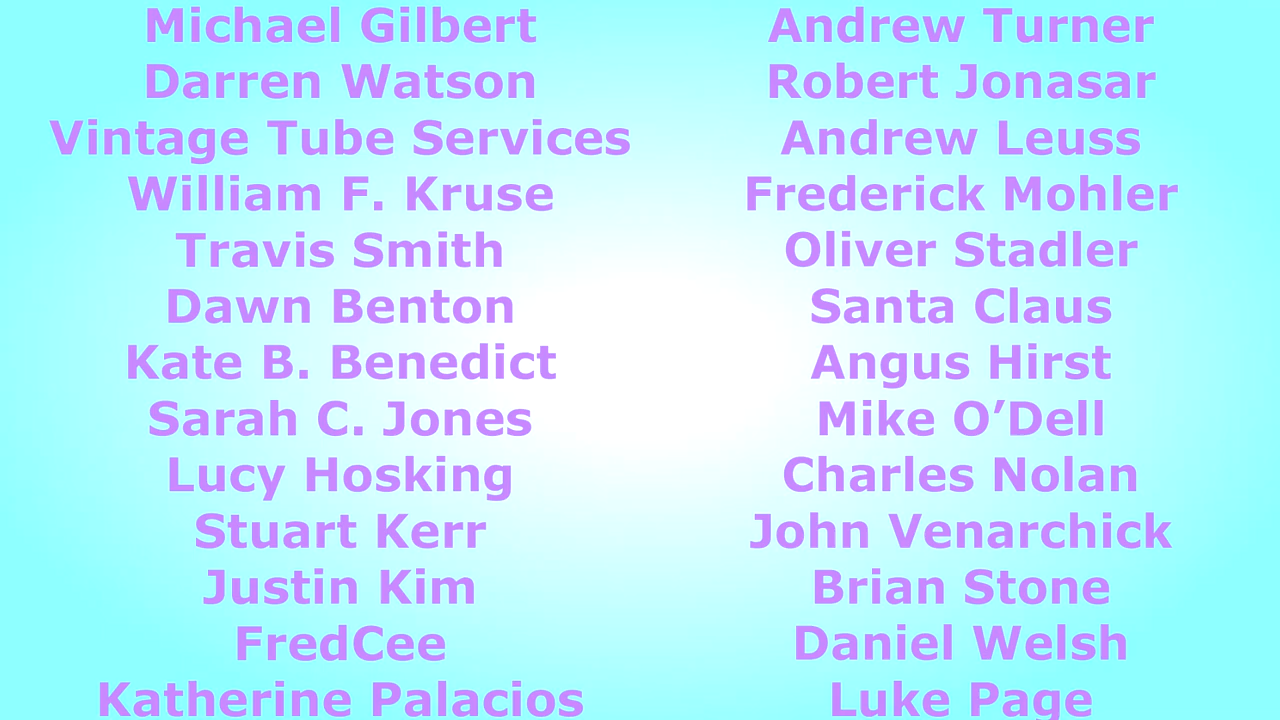 Michael Gilbert
Darren Watson
Vintage Tube Services
William F. Kruse
Travis Smith
Dawn Benton
Kate B. Benedict
Sarah C. Jones
Lucy Hosking
Stuart Kerr
Justin Kim
FredCee
Katherine Palacios
Andrew Turner
Robert Jonasar
Andrew Leuss
Frederick Mohler
Oliver Stadler
Santa Claus
Angus Hirst
Mike O’Dell
Charles Nolan
John Venarchick
Brian Stone
Daniel Welsh
Luke Page